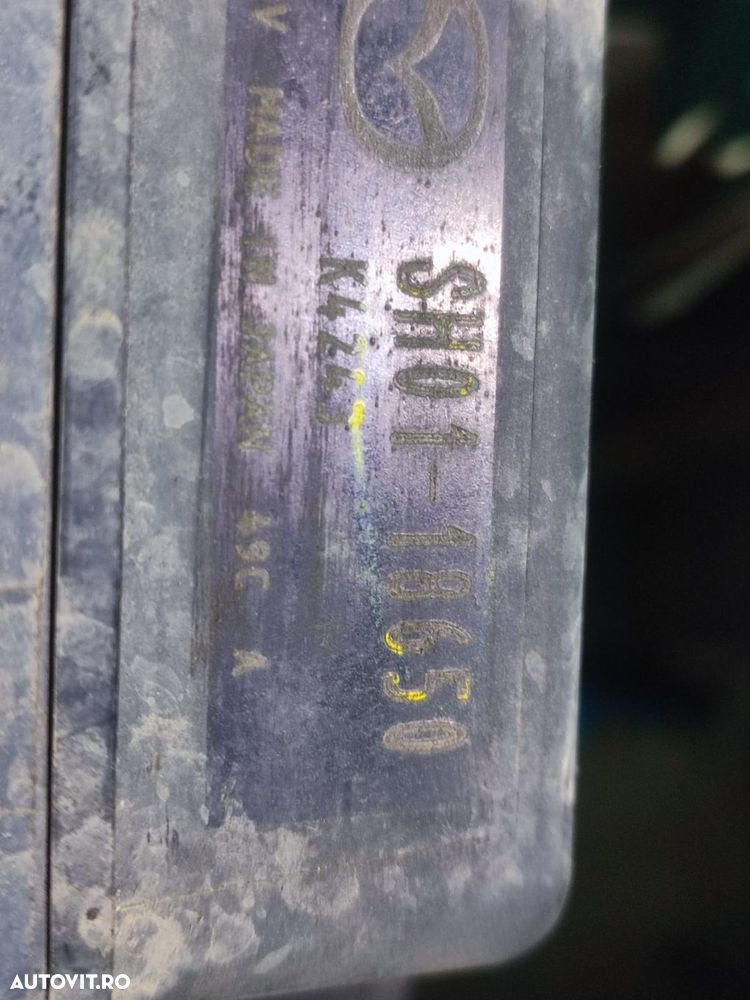 SH01-18650
K4243
V MADE IN JAPAN 49C A
AUTOVIT.RO